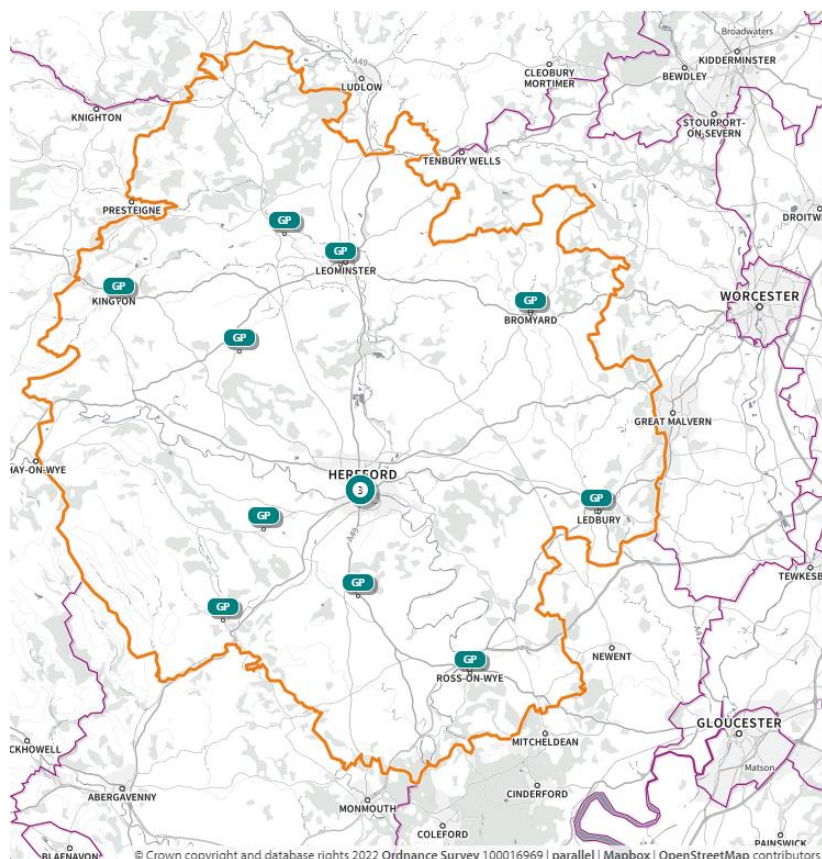 Broadwaters
KIDDERMINSTER
A49
LUDLOW
CLEOBURY
MORTIMER
BEWDLEY
KNIGHTON
STOURPORT-
ON-SEVERN
TENBURY WELLS
PRESTEIGNE
DROITW
GP
GP
LEOMINSTER
GP
KINGTON
GP
BROMYARD
WORCESTER
GP
GREAT MALVERN
HAY-ON-WYE
HEREFORD
3
GP
LEDBURY
GP
A49
TEWKESB
GP
GP
NEWENT
GP
ROSS-ON-WYE
GLOUCESTER
MITCHELDEAN
CKHOWELL
Matson
ABERGAVENNY
CINDERFORD
MONMOUTH
COLEFORD
PAINSWICK
BLAENAVON
© Crown copyright and database rights 2022 Ordnance Survey 100016969 | parallel | Mapbox | OpenStreetMap contributors